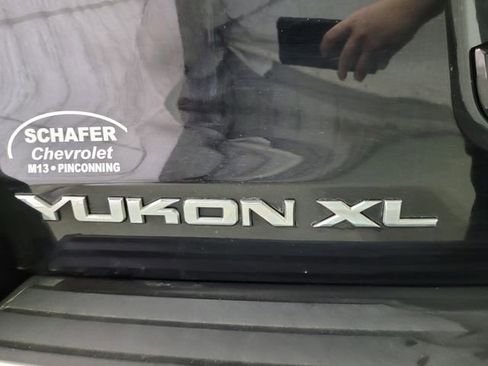 SCHAFER
Chevrolet
M13•PINCONNING
YUKON XL